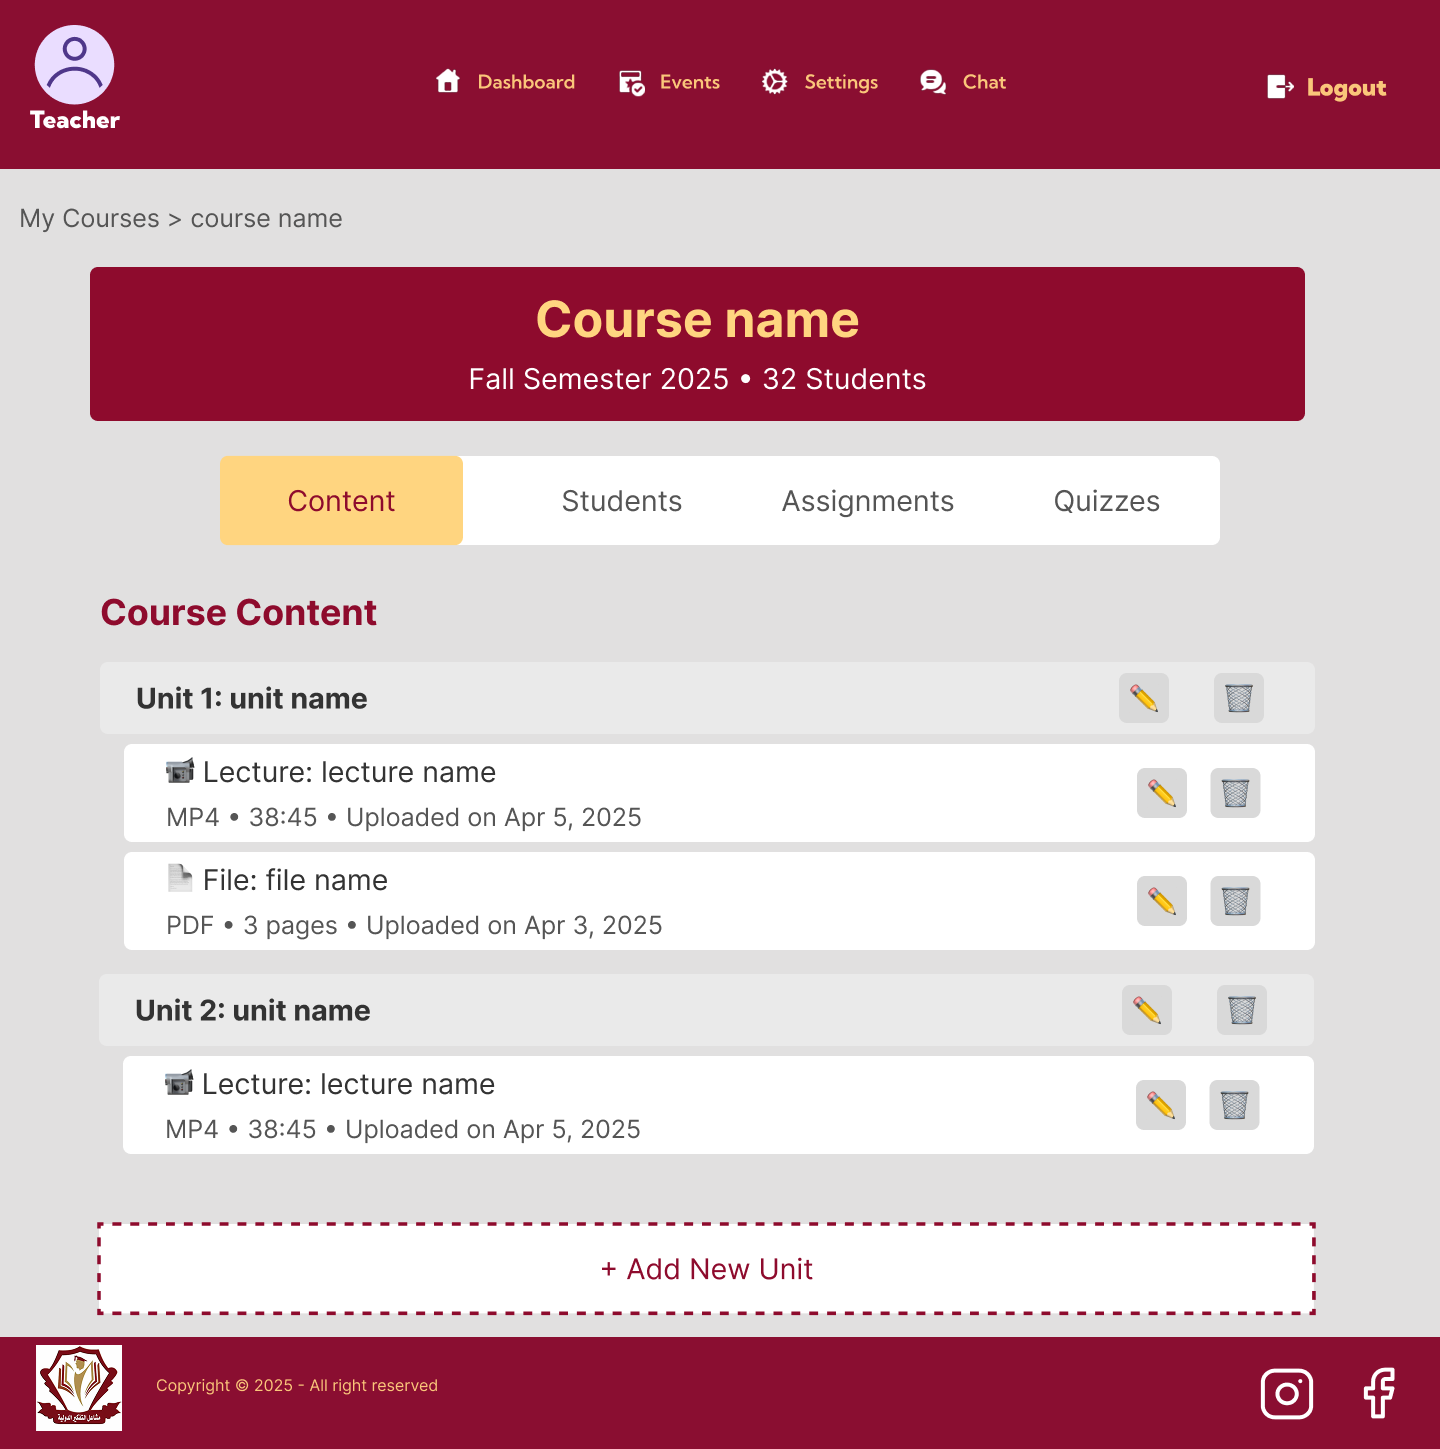 Teacher
Dashboard
Events
Settings
Chat
Logout
My Courses > course name
Course name
Fall Semester 2025 • 32 Students
Content
Students
Assignments
Quizzes
Course Content
Unit 1: unit name
Lecture: lecture name
MP4 • 38:45 • Uploaded on Apr 5, 2025
File: file name
PDF • 3 pages • Uploaded on Apr 3, 2025
Unit 2: unit name
Lecture: lecture name
MP4 • 38:45 • Uploaded on Apr 5, 2025
+ Add New Unit
مشاعل الفكر الدولية
Copyright © 2025 - All right reserved